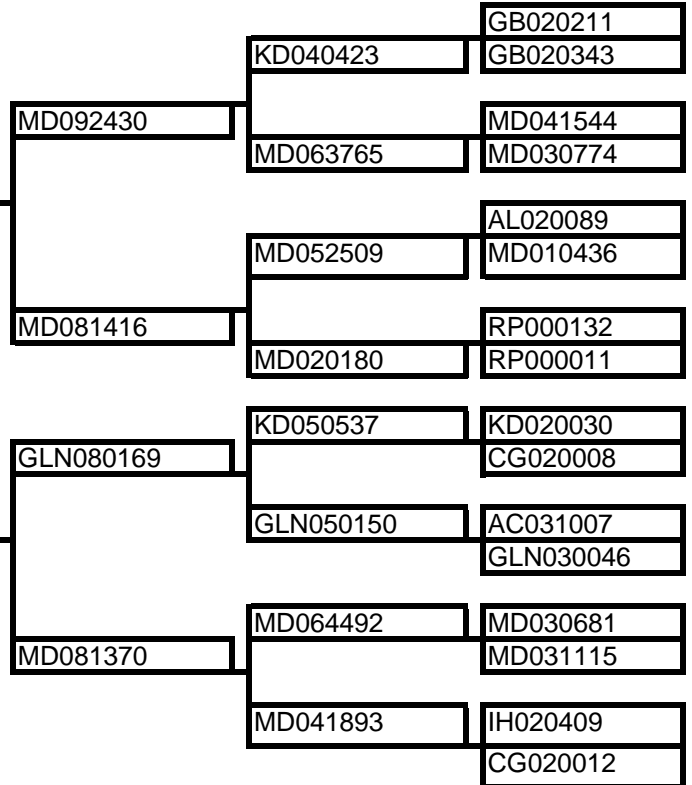 GB020211
KD040423 GB020343
MD092430 MD041544
MD063765 MD030774
AL020089
MD052509 MD010436
MD081416 RP000132
MD020180 RP000011
KD050537 KD020030
GLN080169 CG020008
GLN050150 AC031007
GLN030046
MD064492 MD030681
MD081370 MD031115
MD041893 IH020409
CG020012